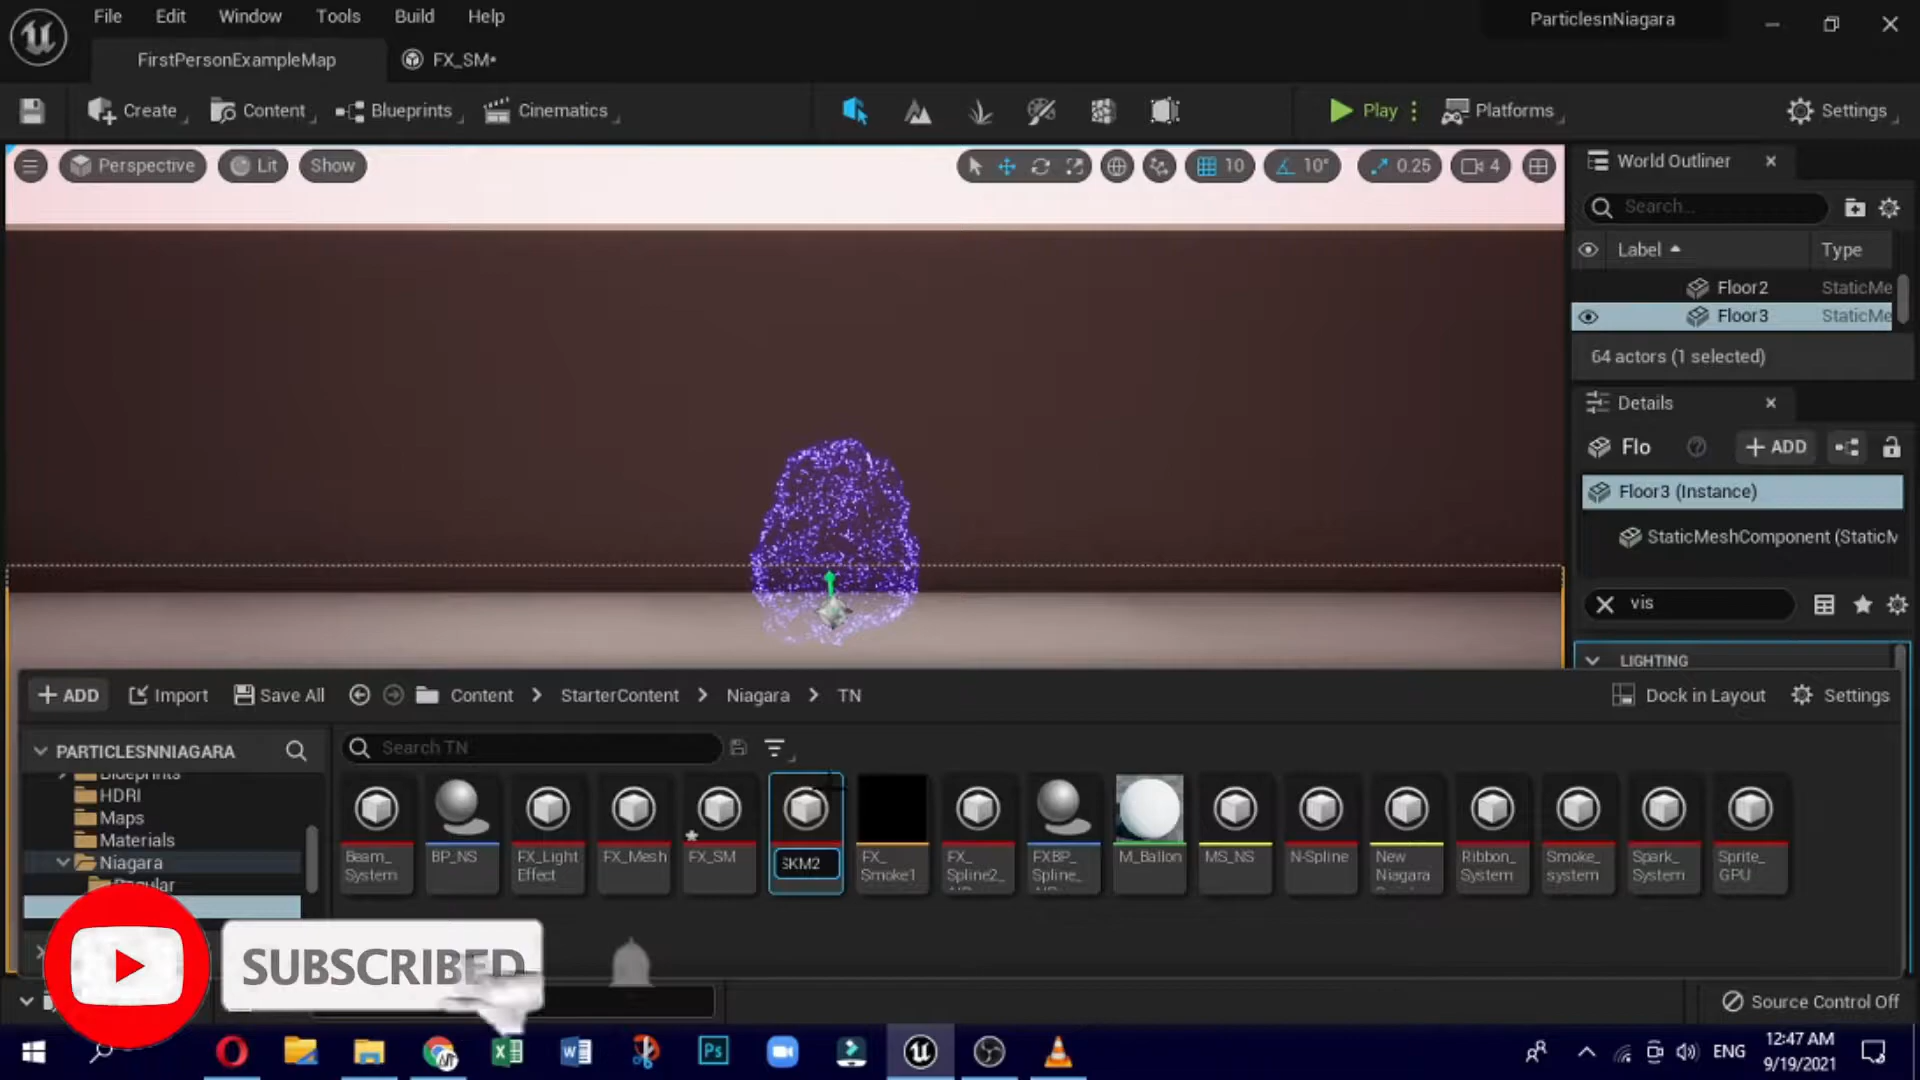 File Edit Window Tools Build Help
ParticlesnNiagara
FirstPersonExampleMap
FX_SM*
Create
Content
Blueprints
Cinematics
Play
Platforms
Settings
Perspective
Lit
Show
10
10°
0.25
4
World Outliner
Search...
Label
Type
Floor2
StaticMe
Floor3
StaticMe
64 actors (1 selected)
Details
Flo
+ ADD
Floor3 (Instance)
StaticMeshComponent (StaticM
vis
LIGHTING
+ ADD
Import
Save All
Content > StarterContent > Niagara > TN
Dock in Layout
Settings
PARTICLESNNIAGARA
Search TN
Blueprints
HDRI
Maps
Materials
Niagara
Beam_
System
BP_NS
FX_Light
Effect
FX_Mesh
FX_SM
SKM2
FX_
Smoke1
FX_
Spline2_
FXBP_
Spline_
M_Ballon
MS_NS
N-Spline
New
Niagara
Ribbon_
System
Smoke_
system
Spark_
System
Sprite_
GPU
SUBSCRIBED
Source Control Off
Ps
ENG
12:47 AM
9/19/2021